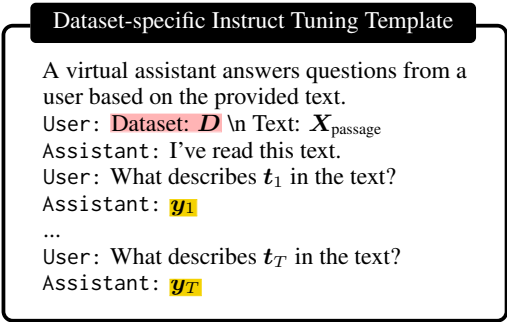 Dataset-specific Instruct Tuning Template
A virtual assistant answers questions from a
user based on the provided text.
User: Dataset: D \n Text: X_passage
Assistant: I've read this text.
User: What describes t_1 in the text?
Assistant: y_1
...
User: What describes t_T in the text?
Assistant: y_T